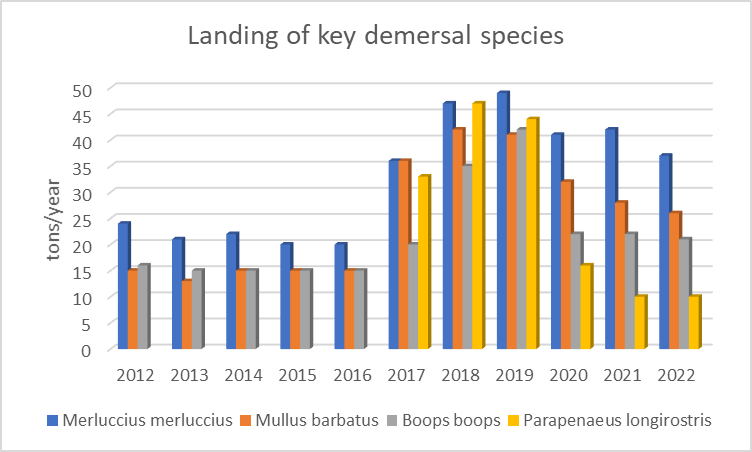 Landing of key demersal species
tons/year
50
45
40
35
30
25
20
15
10
5
0
2012 2013 2014 2015 2016 2017 2018 2019 2020 2021 2022
Merluccius merluccius Mullus barbatus Boops boops Parapenaeus longirostris